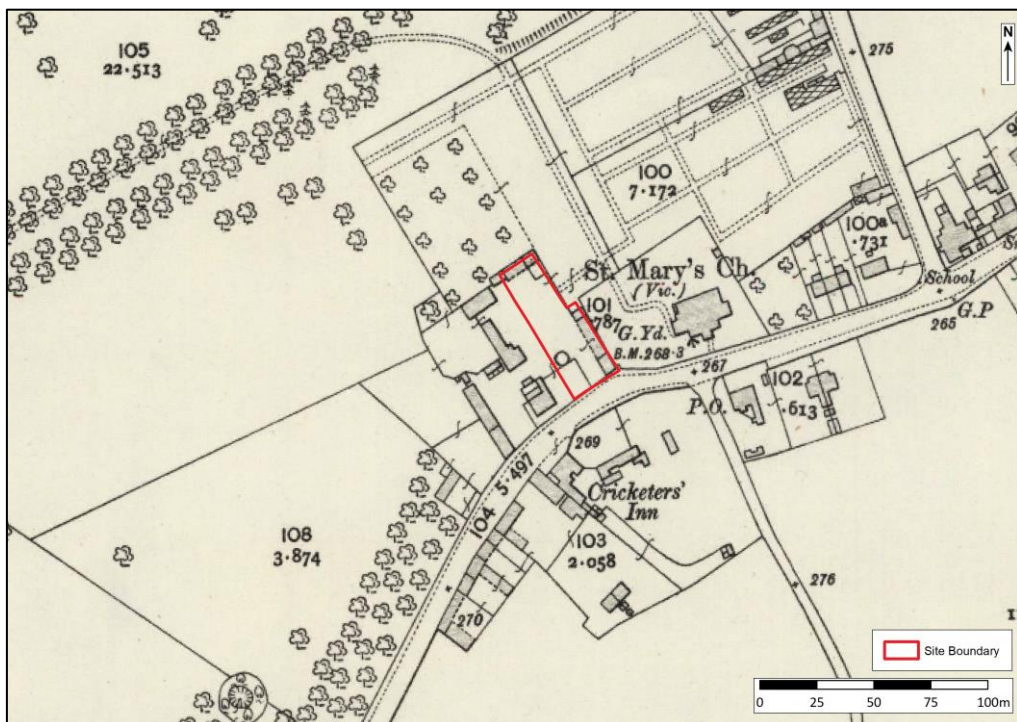 105
22.513
N
275
100
7.172
100a
.731
St. Mary's Ch.
(Vic.)
School
101
.787
G. Yd.
G.P
265
B.M. 268.3
267
102
.613
P.O.
269
5.497
104
Cricketers'
Inn
108
3.874
103
2.058
276
270
Site Boundary
0 25 50 75 100m